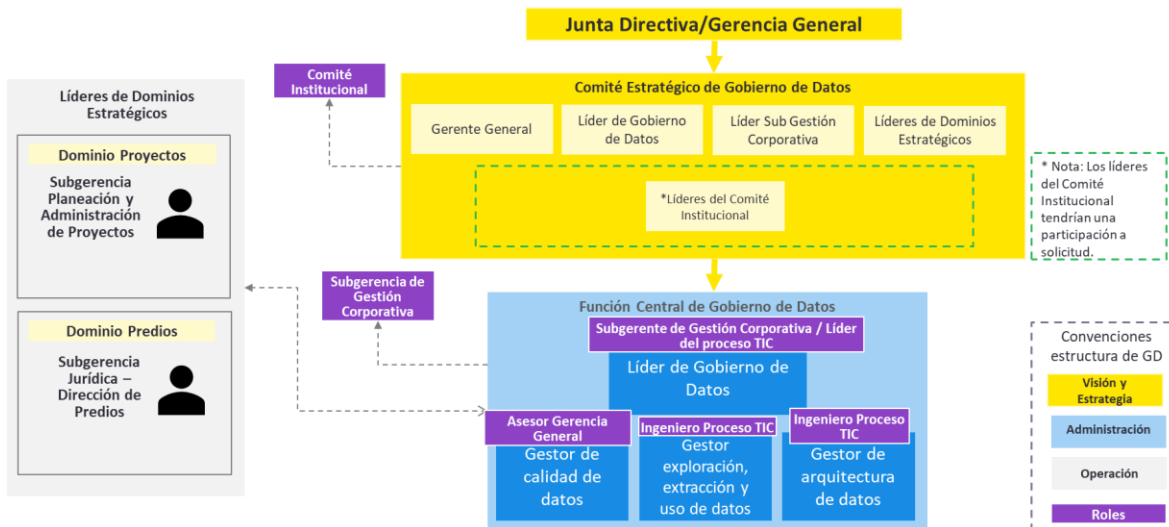 Junta Directiva/Gerencia General
Comité
Institucional
Comité Estratégico de Gobierno de Datos
Gerente General
Líder de Gobierno
de Datos
Líder Sub Gestión
Corporativa
Líderes de Dominios
Estratégicos
*Líderes del Comité
Institucional
* Nota: Los líderes
del Comité
Institucional
tendrían una
participación a
solicitud.
Líderes de Dominios
Estratégicos
Dominio Proyectos
Subgerencia
Planeación y
Administración
de Proyectos
Dominio Predios
Subgerencia
Jurídica –
Dirección de
Predios
Subgerencia de
Gestión
Corporativa
Función Central de Gobierno de Datos
Subgerente de Gestión Corporativa / Líder
del proceso TIC
Líder de Gobierno de
Datos
Asesor Gerencia
General
Gestor de
calidad de
datos
Ingeniero Proceso TIC
Gestor
exploración,
extracción y
uso de datos
Ingeniero Proceso
TIC
Gestor de
arquitectura
de datos
Convenciones
estructura de GD
Visión y
Estrategia
Administración
Operación
Roles